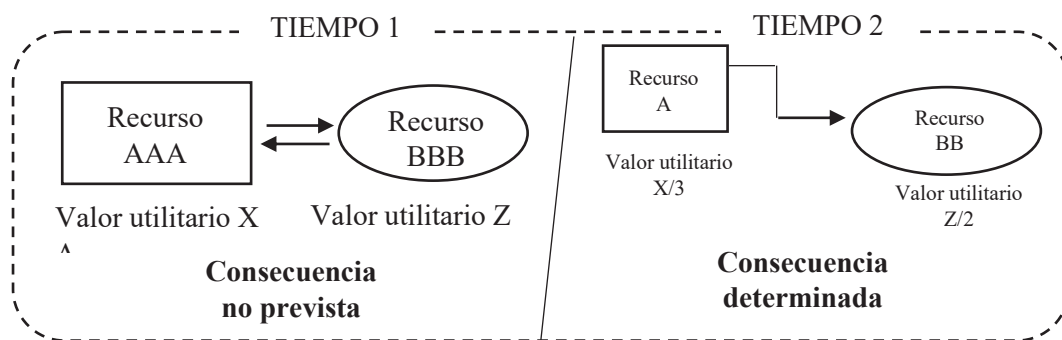 TIEMPO 1
Recurso
AAA
Recurso
BBB
Valor utilitario X
Valor utilitario Z
Consecuencia
no prevista
TIEMPO 2
Recurso
A
Recurso
BB
Valor utilitario
X/3
Valor utilitario
Z/2
Consecuencia
determinada